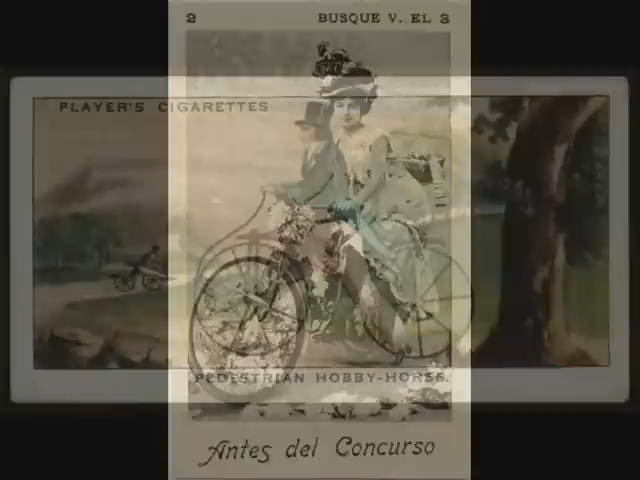 2 BUSQUE V. EL 3
PLAYER'S CIGARETTES
PEDESTRIAN HOBBY-HORSE.
Antes del Concurso